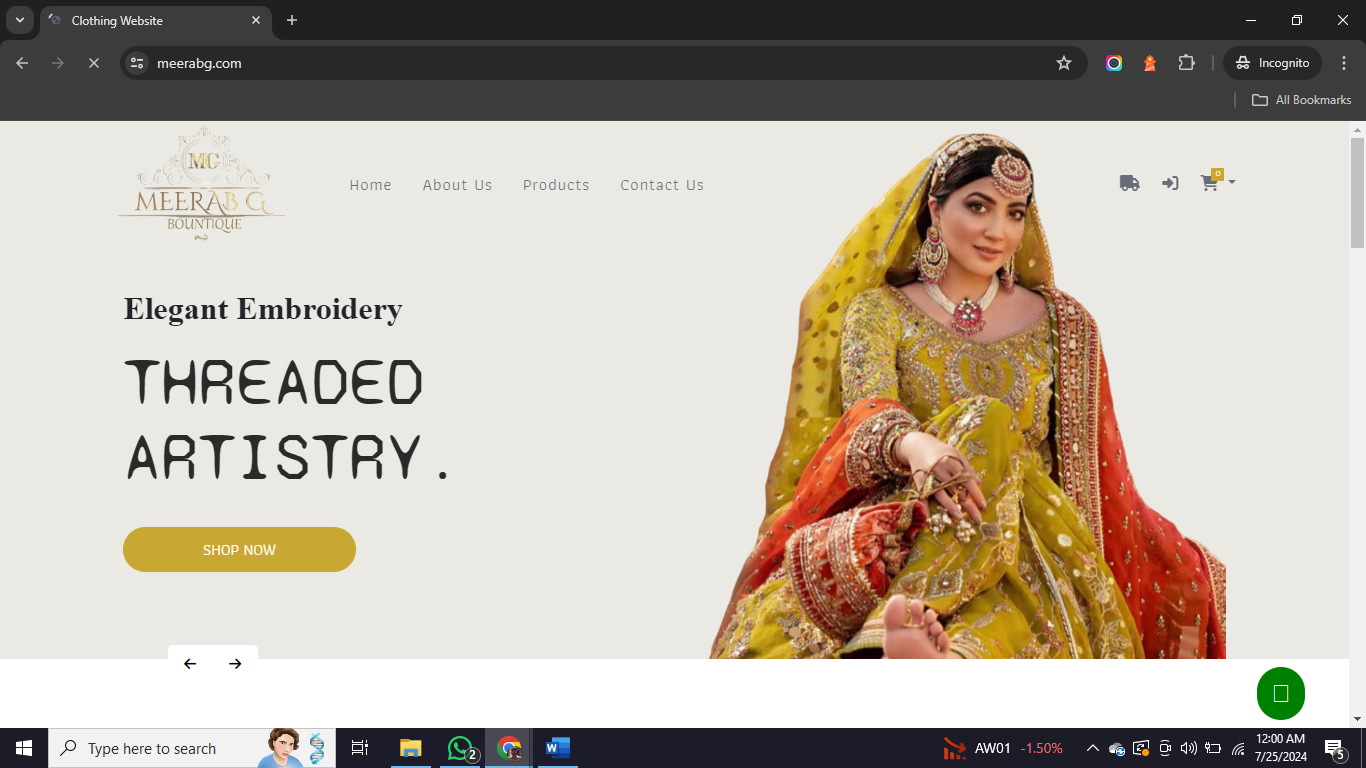 Clothing Website
meerabg.com
Incognito
All Bookmarks
MG
MEERAB G
BOUNTIQUE
Home
About Us
Products
Contact Us
0
Elegant Embroidery
THREADED
ARTISTRY.
SHOP NOW
Type here to search
2
W
AW01 -1.50%
12:00 AM
7/25/2024
5